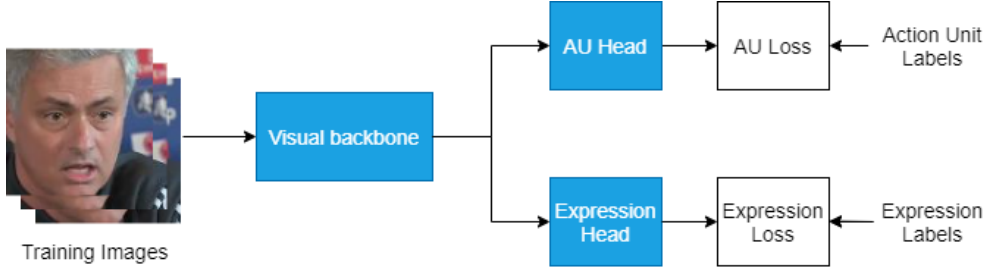 Training Images
Visual backbone
AU Head
AU Loss
Action Unit
Labels
Expression
Head
Expression
Loss
Expression
Labels